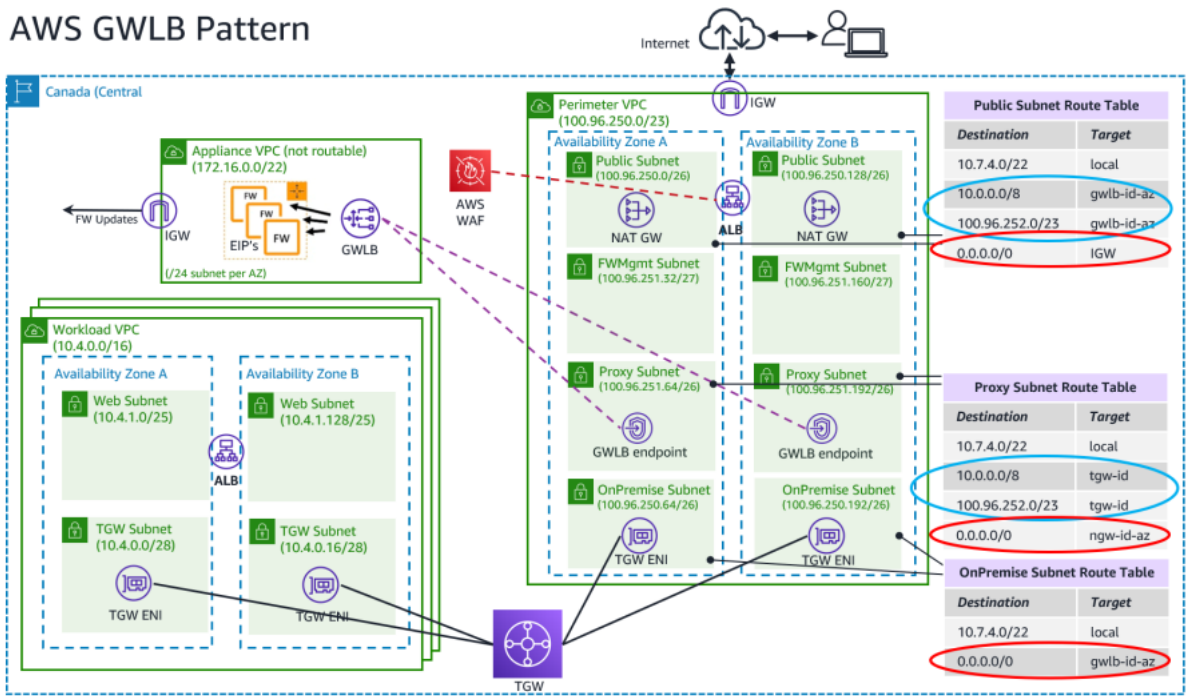 AWS GWLB Pattern
Internet
Canada (Central
IGW
Perimeter VPC
(100.96.250.0/23)
Availability Zone A
Availability Zone B
Public Subnet
(100.96.250.0/26)
Public Subnet
(100.96.250.128/26)
NAT GW
ALB
NAT GW
FWMgmt Subnet
(100.96.251.32/27)
FWMgmt Subnet
(100.96.251.160/27)
Proxy Subnet
(100.96.251.64/26)
Proxy Subnet
(100.96.251.192/26)
GWLB endpoint
GWLB endpoint
OnPremise Subnet
(100.96.250.64/26)
OnPremise Subnet
(100.96.250.192/26)
TGW ENI
TGW ENI
Appliance VPC (not routable)
(172.16.0.0/22)
FW
FW
FW
EIP's
GWLB
(/24 subnet per AZ)
FW Updates
IGW
AWS
WAF
Workload VPC
(10.4.0.0/16)
Availability Zone A
Availability Zone B
Web Subnet
(10.4.1.0/25)
Web Subnet
(10.4.1.128/25)
ALB
TGW Subnet
(10.4.0.0/28)
TGW Subnet
(10.4.0.16/28)
TGW ENI
TGW ENI
TGW
Public Subnet Route Table
Destination Target
10.7.4.0/22 local
10.0.0.0/8 gwlb-id-az
100.96.252.0/23 gwlb-id-az
0.0.0.0/0 IGW
Proxy Subnet Route Table
Destination Target
10.7.4.0/22 local
10.0.0.0/8 tgw-id
100.96.252.0/23 tgw-id
0.0.0.0/0 ngw-id-az
OnPremise Subnet Route Table
Destination Target
10.7.4.0/22 local
0.0.0.0/0 gwlb-id-az